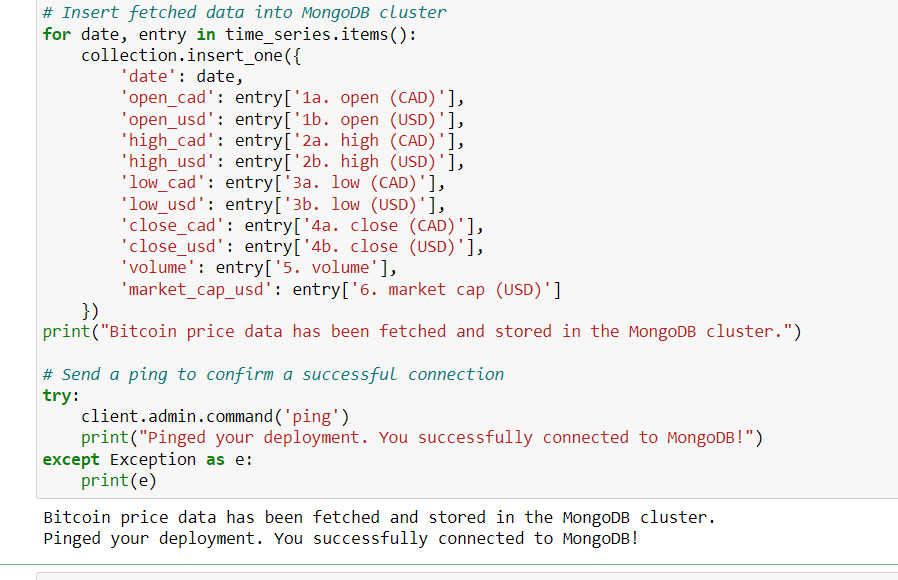 # Insert fetched data into MongoDB cluster
for date, entry in time_series.items():
    collection.insert_one({
        'date': date,
        'open_cad': entry['1a. open (CAD)'],
        'open_usd': entry['1b. open (USD)'],
        'high_cad': entry['2a. high (CAD)'],
        'high_usd': entry['2b. high (USD)'],
        'low_cad': entry['3a. low (CAD)'],
        'low_usd': entry['3b. low (USD)'],
        'close_cad': entry['4a. close (CAD)'],
        'close_usd': entry['4b. close (USD)'],
        'volume': entry['5. volume'],
        'market_cap_usd': entry['6. market cap (USD)']
    })
print("Bitcoin price data has been fetched and stored in the MongoDB cluster.")
# Send a ping to confirm a successful connection
try:
    client.admin.command('ping')
    print("Pinged your deployment. You successfully connected to MongoDB!")
except Exception as e:
    print(e)
Bitcoin price data has been fetched and stored in the MongoDB cluster.
Pinged your deployment. You successfully connected to MongoDB!